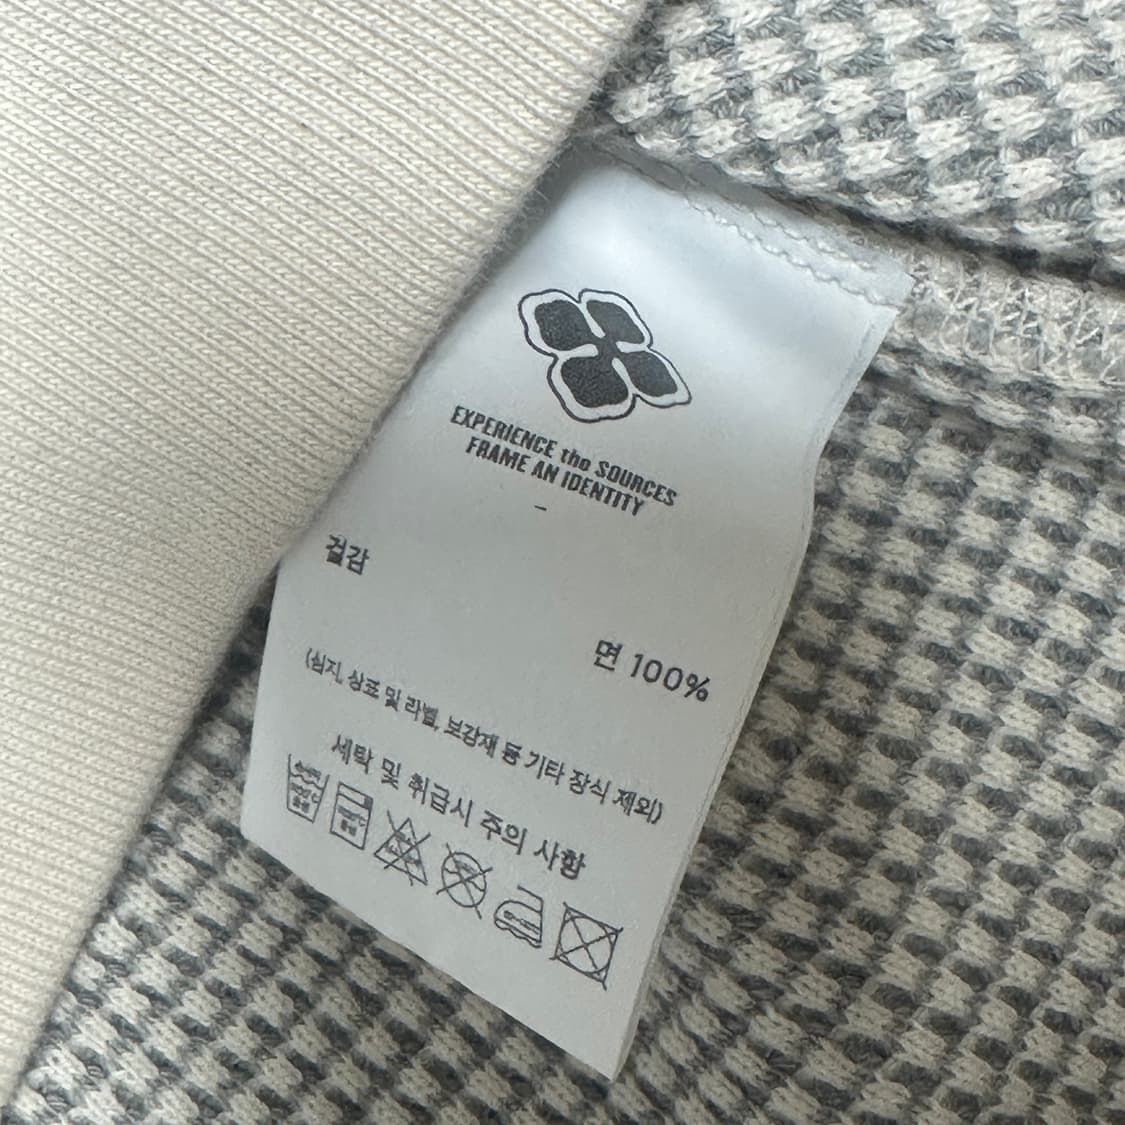 EXPERIENCE the SOURCES
FRAME AN IDENTITY
-
겉감
면 100%
(심지, 상표 및 라벨, 보강재 등 기타 장식 제외)
세탁 및 취급시 주의 사항